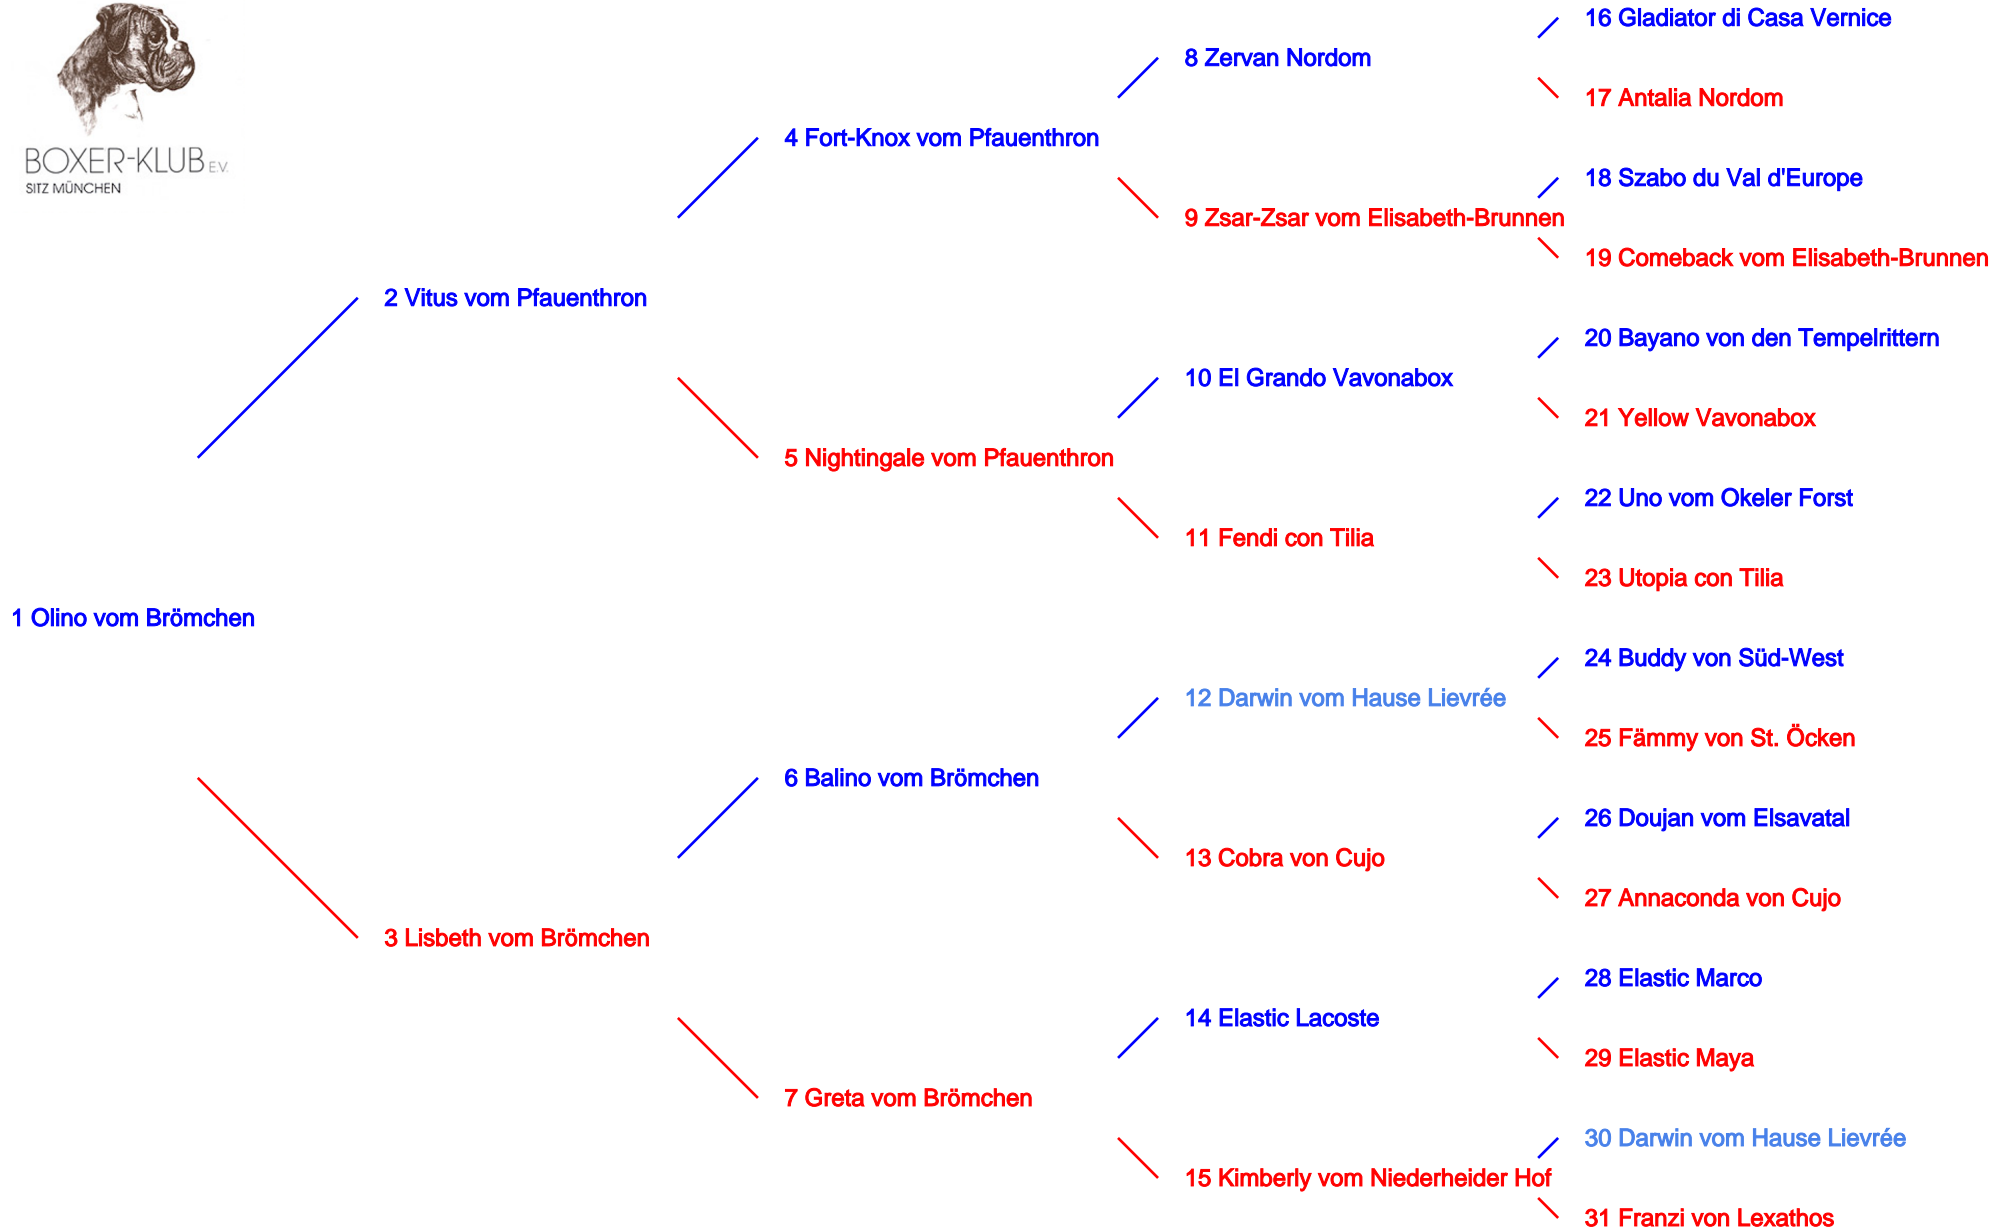 BOXER-KLUB E.V.
SITZ MÜNCHEN
1 Olino vom Brömchen
2 Vitus vom Pfauenthron
3 Lisbeth vom Brömchen
4 Fort-Knox vom Pfauenthron
5 Nightingale vom Pfauenthron
6 Balino vom Brömchen
7 Greta vom Brömchen
8 Zervan Nordom
9 Zsar-Zsar vom Elisabeth-Brunnen
10 El Grando Vavonabox
11 Fendi con Tilia
12 Darwin vom Hause Lievrée
13 Cobra von Cujo
14 Elastic Lacoste
15 Kimberly vom Niederheider Hof
16 Gladiator di Casa Vernice
17 Antalia Nordom
18 Szabo du Val d'Europe
19 Comeback vom Elisabeth-Brunnen
20 Bayano von den Tempelrittern
21 Yellow Vavonabox
22 Uno vom Okeler Forst
23 Utopia con Tilia
24 Buddy von Süd-West
25 Fämmy von St. Öcken
26 Doujan vom Elsavatal
27 Annaconda von Cujo
28 Elastic Marco
29 Elastic Maya
30 Darwin vom Hause Lievrée
31 Franzi von Lexathos